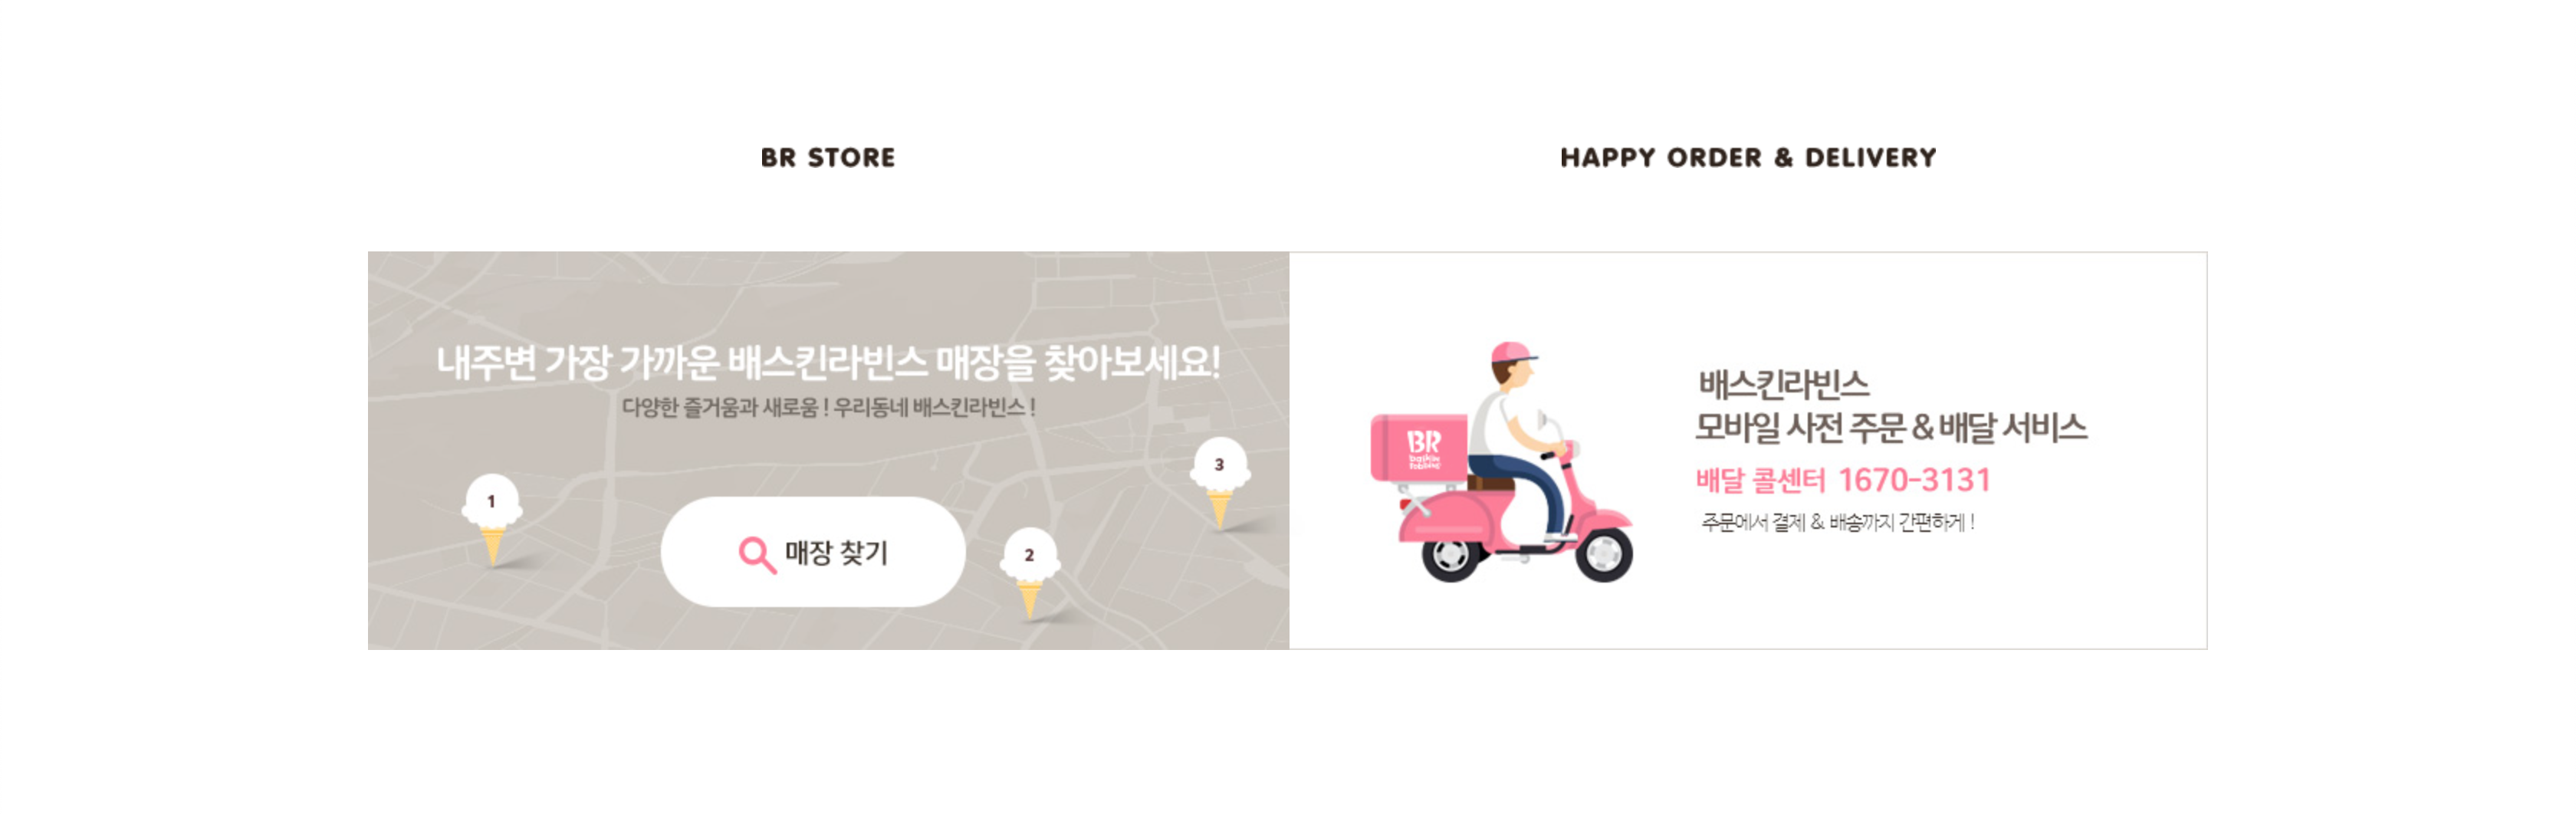 BR STORE
내주변 가장 가까운 배스킨라빈스 매장을 찾아보세요!
다양한 즐거움과 새로움 ! 우리동네 배스킨라빈스 !
1
매장 찾기
2
3
HAPPY ORDER & DELIVERY
BR
baskin
robbins
배스킨라빈스
모바일 사전 주문 & 배달 서비스
배달 콜센터 1670-3131
주문에서 결제 & 배송까지 간편하게 !